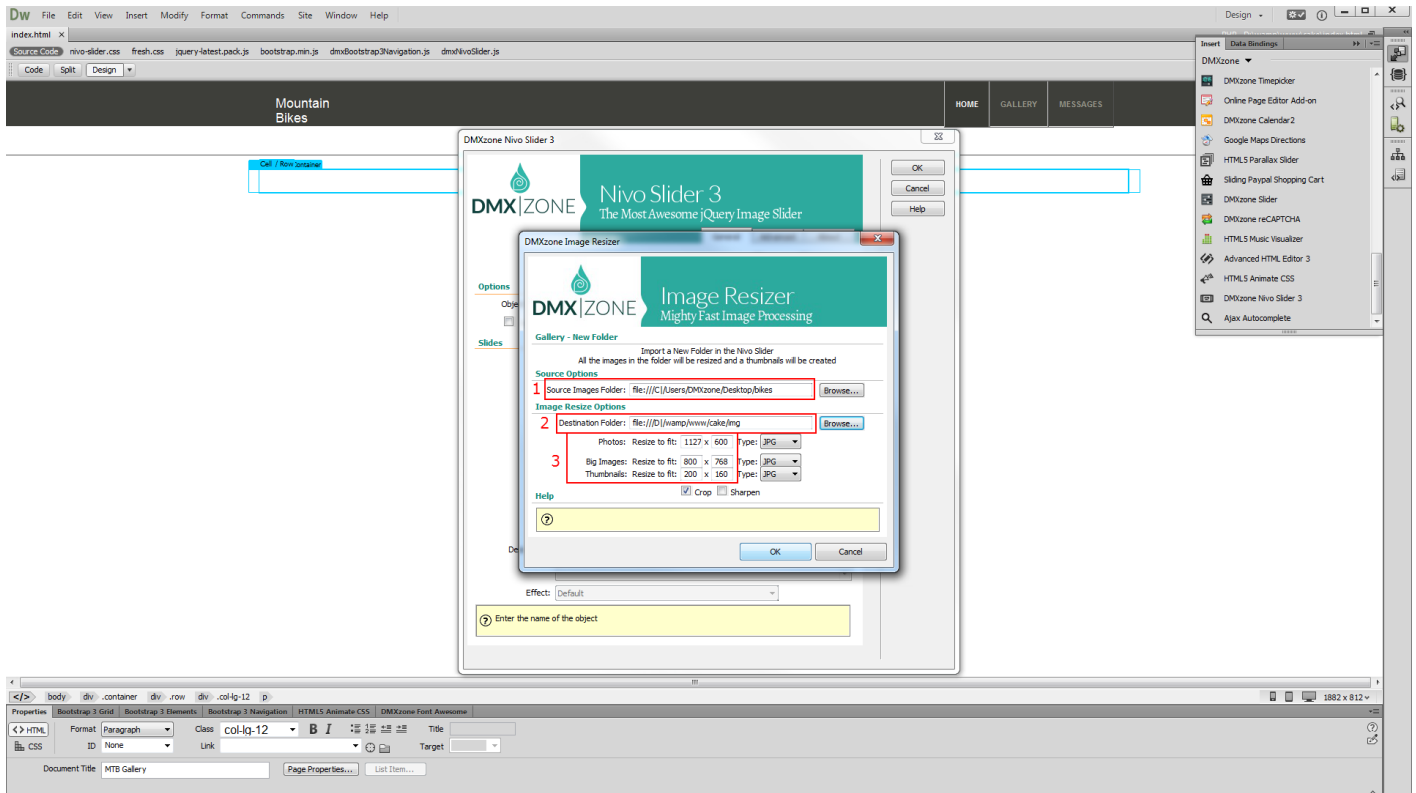 Dw File Edit View Insert Modify Format Commands Site Window Help Design
index.html ×
Source Code nivo-slider.css fresh.css jquery-latest.pack.js bootstrap.min.js dmxBootstrap3Navigation.js dmxNivoSlider.js
Code Split Design
Mountain
Bikes
HOME GALLERY MESSAGES
Cell / Row
DMXzone Nivo Slider 3
DMX|ZONE
Nivo Slider 3
The Most Awesome jQuery Image Slider
OK
Cancel
Help
Options
Slides
Effect: Default
Enter the name of the object
DMXzone Image Resizer
DMX|ZONE
Image Resizer
Mighty Fast Image Processing
Gallery - New Folder
Import a New Folder in the Nivo Slider
All the images in the folder will be resized and a thumbnails will be created
Source Options
1 Source Images Folder: file:///C|/Users/DMXzone/Desktop/bikes Browse...
Image Resize Options
2 Destination Folder: file:///D|/wamp/www/cake/img Browse...
Photos: Resize to fit: 1127 x 600 Type: JPG
3 Big Images: Resize to fit: 800 x 768 Type: JPG
Thumbnails: Resize to fit: 200 x 160 Type: JPG
Crop Sharpen
Help
OK Cancel
Insert Data Bindings
DMXzone
DMXzone Timepicker
Online Page Editor Add-on
DMXzone Calendar2
Google Maps Directions
HTML5 Parallax Slider
Sliding Paypal Shopping Cart
DMXzone Slider
DMXzone reCAPTCHA
HTML5 Music Visualizer
Advanced HTML Editor 3
HTML5 Animate CSS
DMXzone Nivo Slider 3
Ajax Autocomplete
</> body div .container div .row div .col-lg-12 p 1882 x 812
Properties Bootstrap 3 Grid Bootstrap 3 Elements Bootstrap 3 Navigation HTML5 Animate CSS DMXzone Font Awesome
<> HTML Format Paragraph Class col-lg-12 B I Title
CSS ID None Link Target
Document Title MTB Gallery Page Properties... List Item...